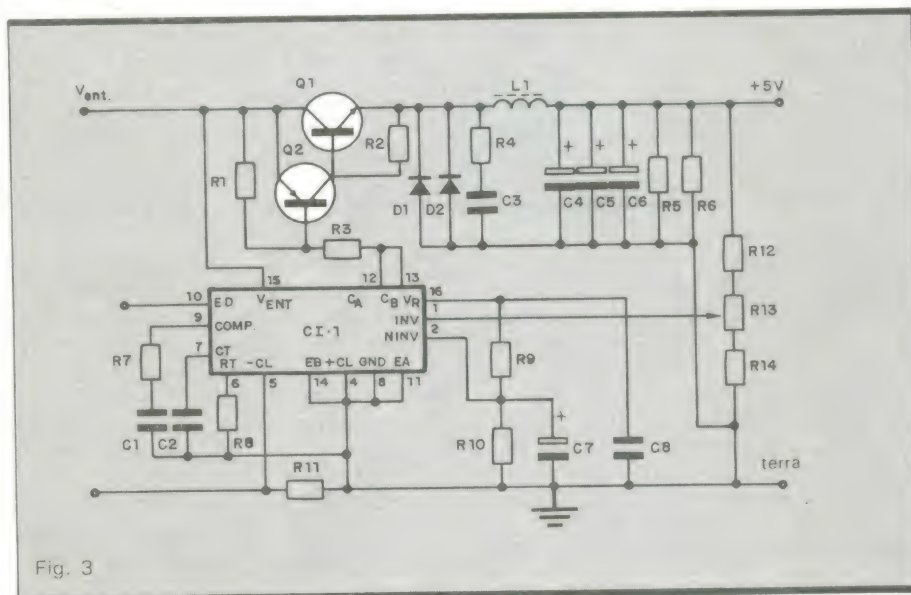 Vent.
Q1
L1
+5V
Q2
R2
R4
R1
D1
D2
C3
C4
C5
C6
R5
R6
+
+
+
R3
R12
15
12
13
16
10
ED
VENT
CA
CB
VR
1
R13
9
COMP.
CI-1
INV
2
7
CT
NINV
R9
R14
R7
RT
-CL
EB
+CL
GND
EA
6
5
14
4
8
11
+
C1
C2
R8
R10
C7
C8
R11
terra
Fig. 3